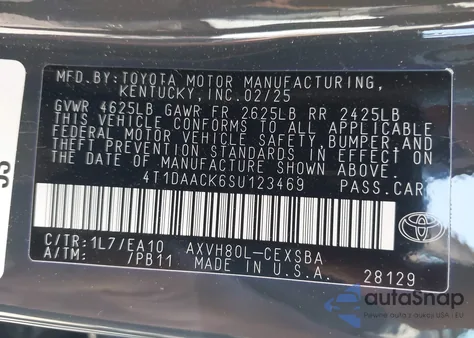 MFD.BY:TOYOTA MOTOR MANUFACTURING,
KENTUCKY, INC.02/25
GVWR 4625LB GAWR FR 2625LB RR 2425LB
THIS VEHICLE CONFORMS TO ALL APPLICABLE
FEDERAL MOTOR VEHICLE SAFETY, BUMPER, AND
THEFT PREVENTION STANDARDS IN EFFECT ON
THE DATE OF MANUFACTURE SHOWN ABOVE.
4T1DAACK6SU123469 PASS.CAR
C/TR:1L7/EA10 AXVH80L-CEXSBA
A/TM: /PB11 MADE IN U.S.A. 28129
autoSnap